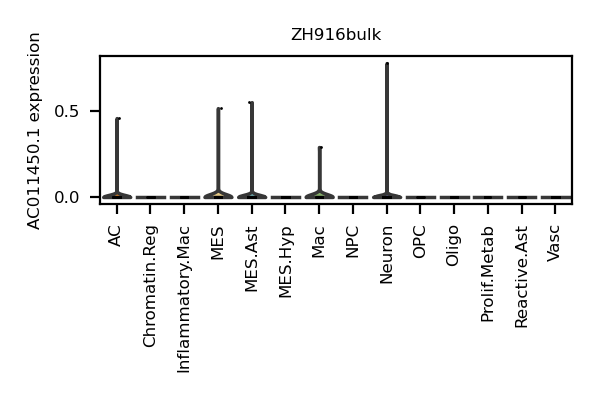 ZH916bulk
AC011450.1 expression
0.5
0.0
AC
Chromatin.Reg
Inflammatory.Mac
MES
MES.Ast
MES.Hyp
Mac
NPC
Neuron
OPC
Oligo
Prolif.Metab
Reactive.Ast
Vasc